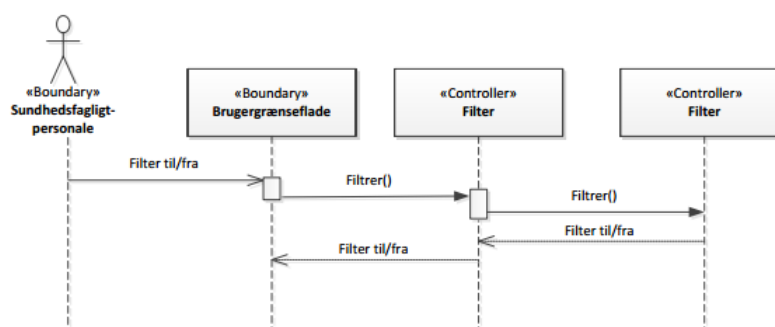 «Boundary»
Sundhedsfagligt-
personale
«Boundary»
Brugergrænseflade
«Controller»
Filter
«Controller»
Filter
Filter til/fra
Filtrer()
Filtrer()
Filter til/fra
Filter til/fra